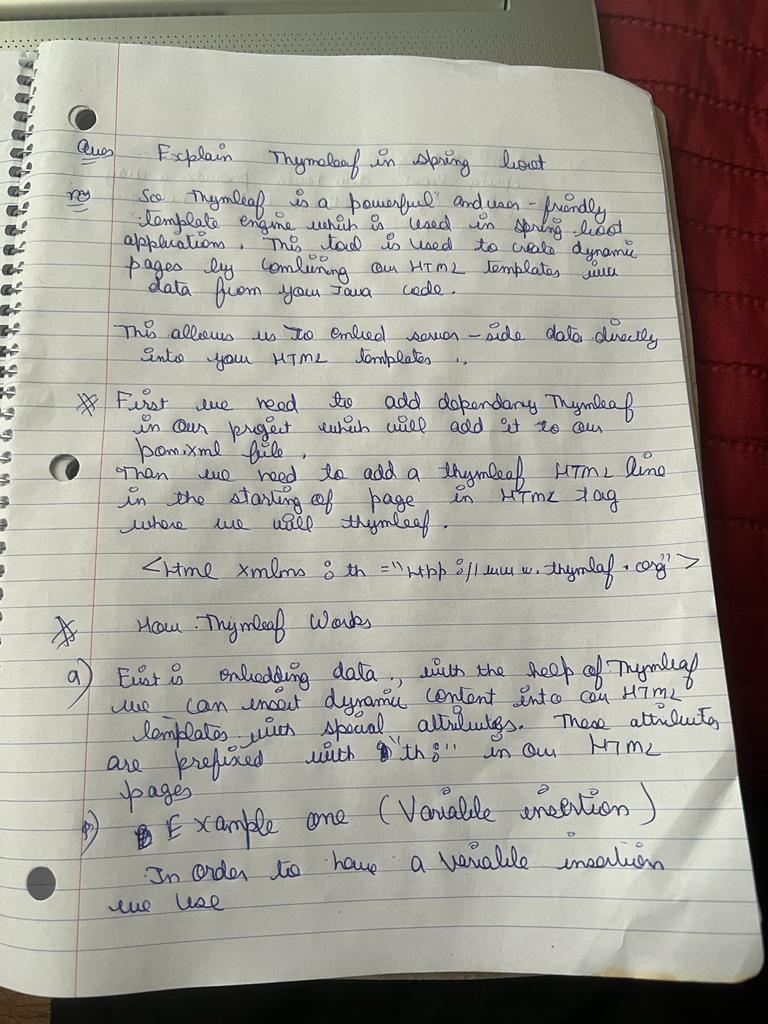 Ques Explain Thymoleaf in spring boot
So Thymleaf is a powerful and user-friendly
template engine which is used in spring boot
applications. This tool is used to create dynamic
pages by combining our HTML templates with
data from your Java code.
This allows us to embed server-side data directly
into your HTML templates ..
First we need to add dependancy Thymleaf
in our project which will add it to our
pom.xml file.
Then we need to add a thymleaf HTML line
in the starting of page in HTML tag
where we will thymleaf.
<Html xmlns : th ="http://www.thymlaf.org">
How Thymleaf Works
a) First is embedding data, with the help of Thymleaf
we can insert dynamic content into our HTML
templates with special attributes. These attributes
are prefixed with "th:" in our HTML
pages
b) Example one (Variable insertion)
In order to have a variable insertion
we use